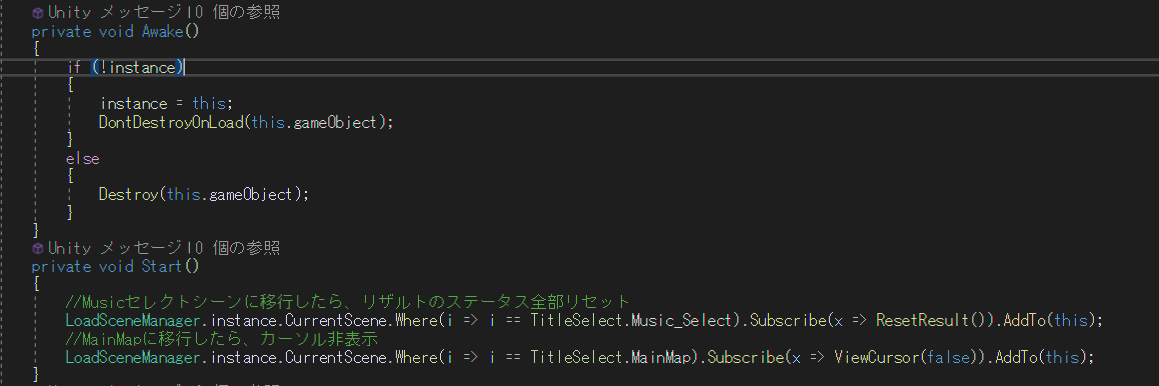 Unity メッセージ|0 個の参照
private void Awake()
{
if (!instance)
{
instance = this;
DontDestroyOnLoad(this.gameObject);
}
else
{
Destroy(this.gameObject);
}
}
Unity メッセージ|0 個の参照
private void Start()
{
//Musicセレクトシーンに移行したら、リザルトのステータス全部リセット
LoadSceneManager.instance.CurrentScene.Where(i => i == TitleSelect.Music_Select).Subscribe(x => ResetResult()).AddTo(this);
//MainMapに移行したら、カーソル非表示
LoadSceneManager.instance.CurrentScene.Where(i => i == TitleSelect.MainMap).Subscribe(x => ViewCursor(false)).AddTo(this);
}